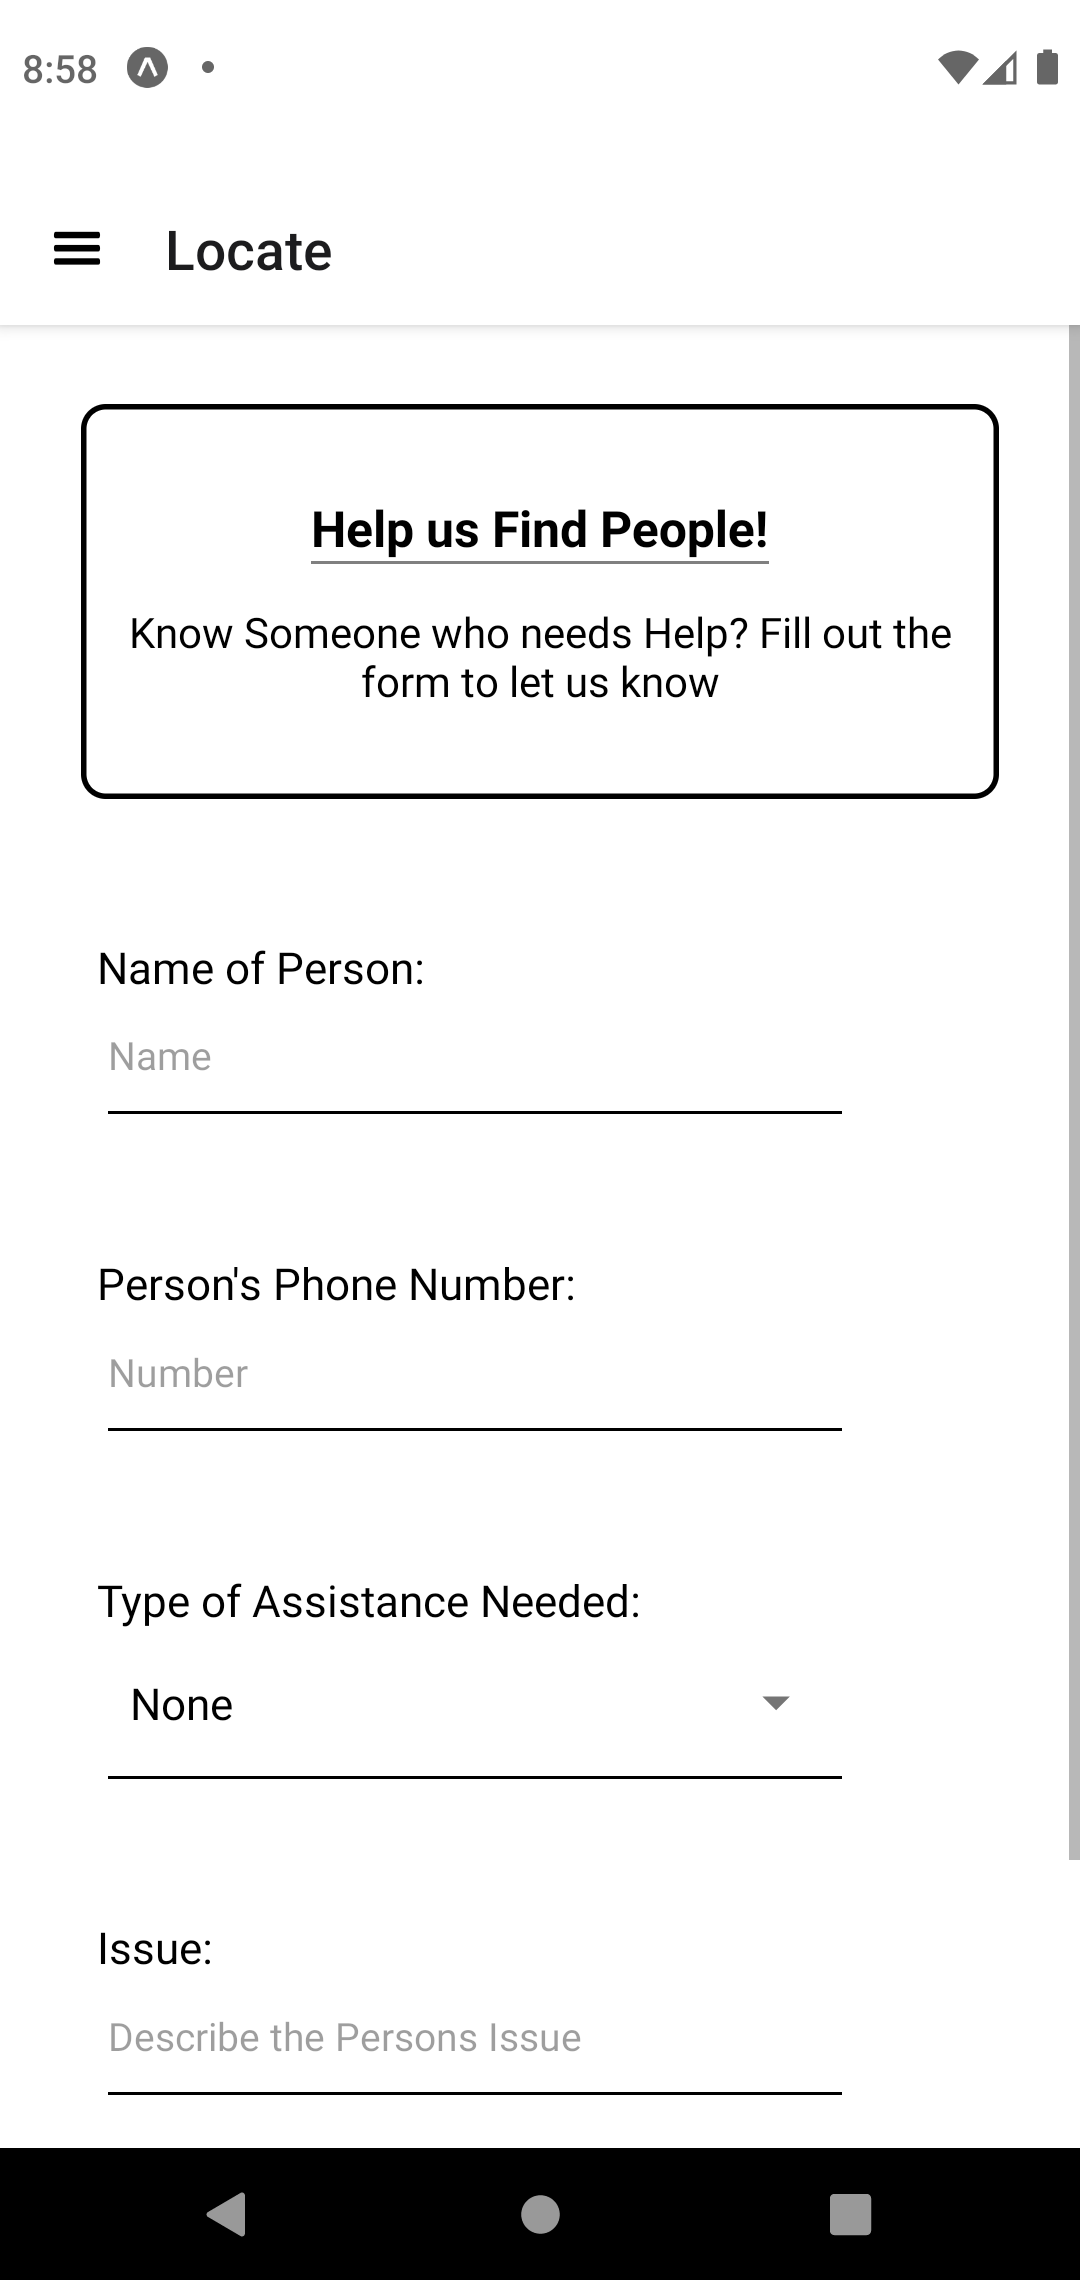 8:58
Locate
Help us Find People!
Know Someone who needs Help? Fill out the
form to let us know
Name of Person:
Name
Person's Phone Number:
Number
Type of Assistance Needed:
None
Issue:
Describe the Persons Issue